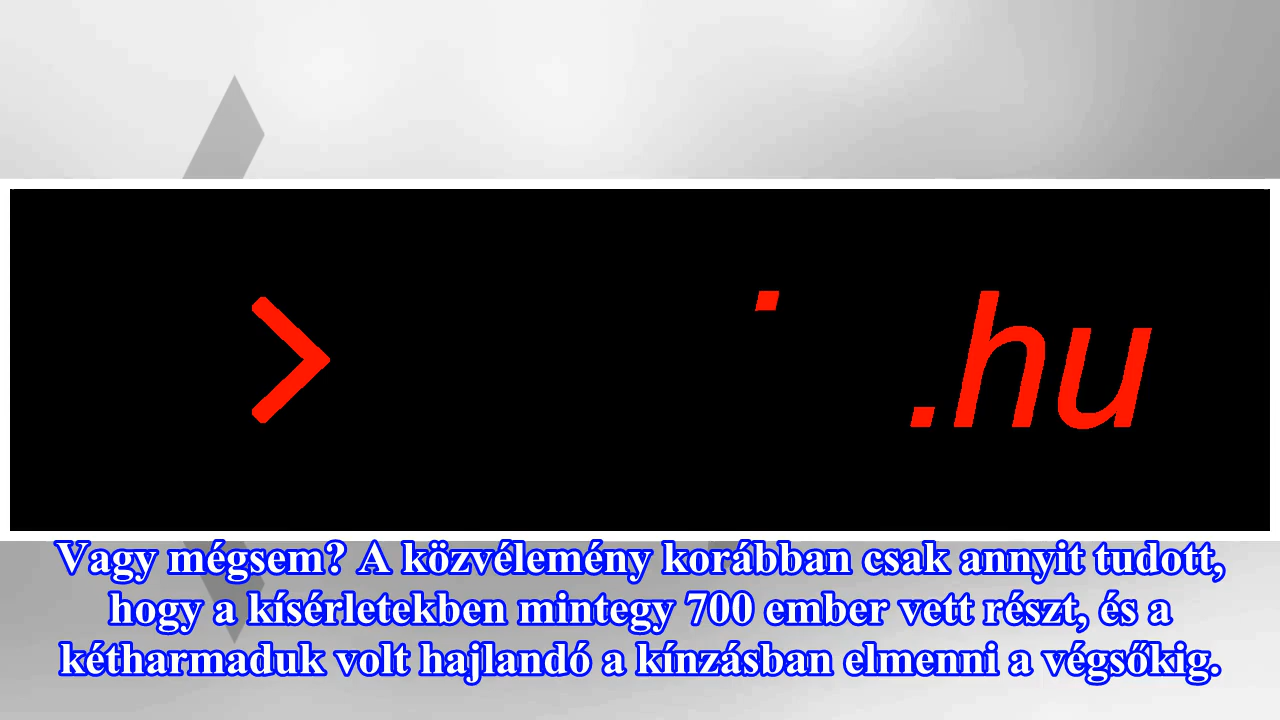 > .hu
Vagy mégsem? A közvélemény korábban csak annyit tudott,
hogy a kísérletekben mintegy 700 ember vett részt, és a
kétharmaduk volt hajlandó a kínzásban elmenni a végsőkig.